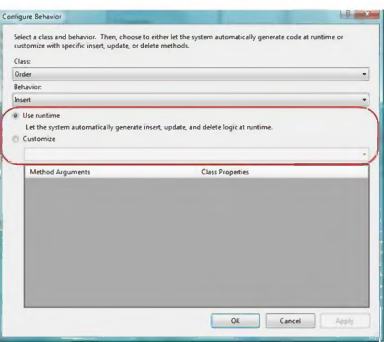 Configure Behavior
Select a class and behavior. Then, choose to either let the system automatically generate code at runtime or
customize with specific insert, update, or delete methods.
Class:
Order
Behavior:
Insert
Use runtime
Let the system automatically generate insert, update, and delete logic at runtime.
Customize
Method Arguments Class Properties
OK Cancel Apply